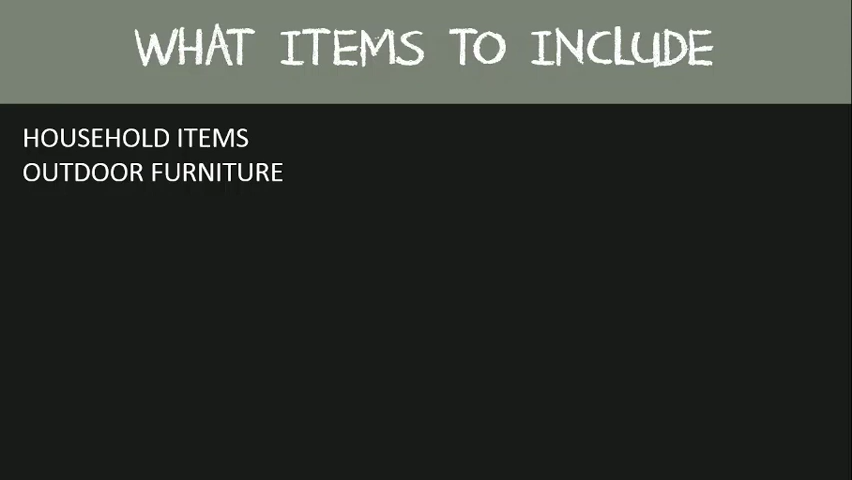 WHAT ITEMS TO INCLUDE
HOUSEHOLD ITEMS
OUTDOOR FURNITURE